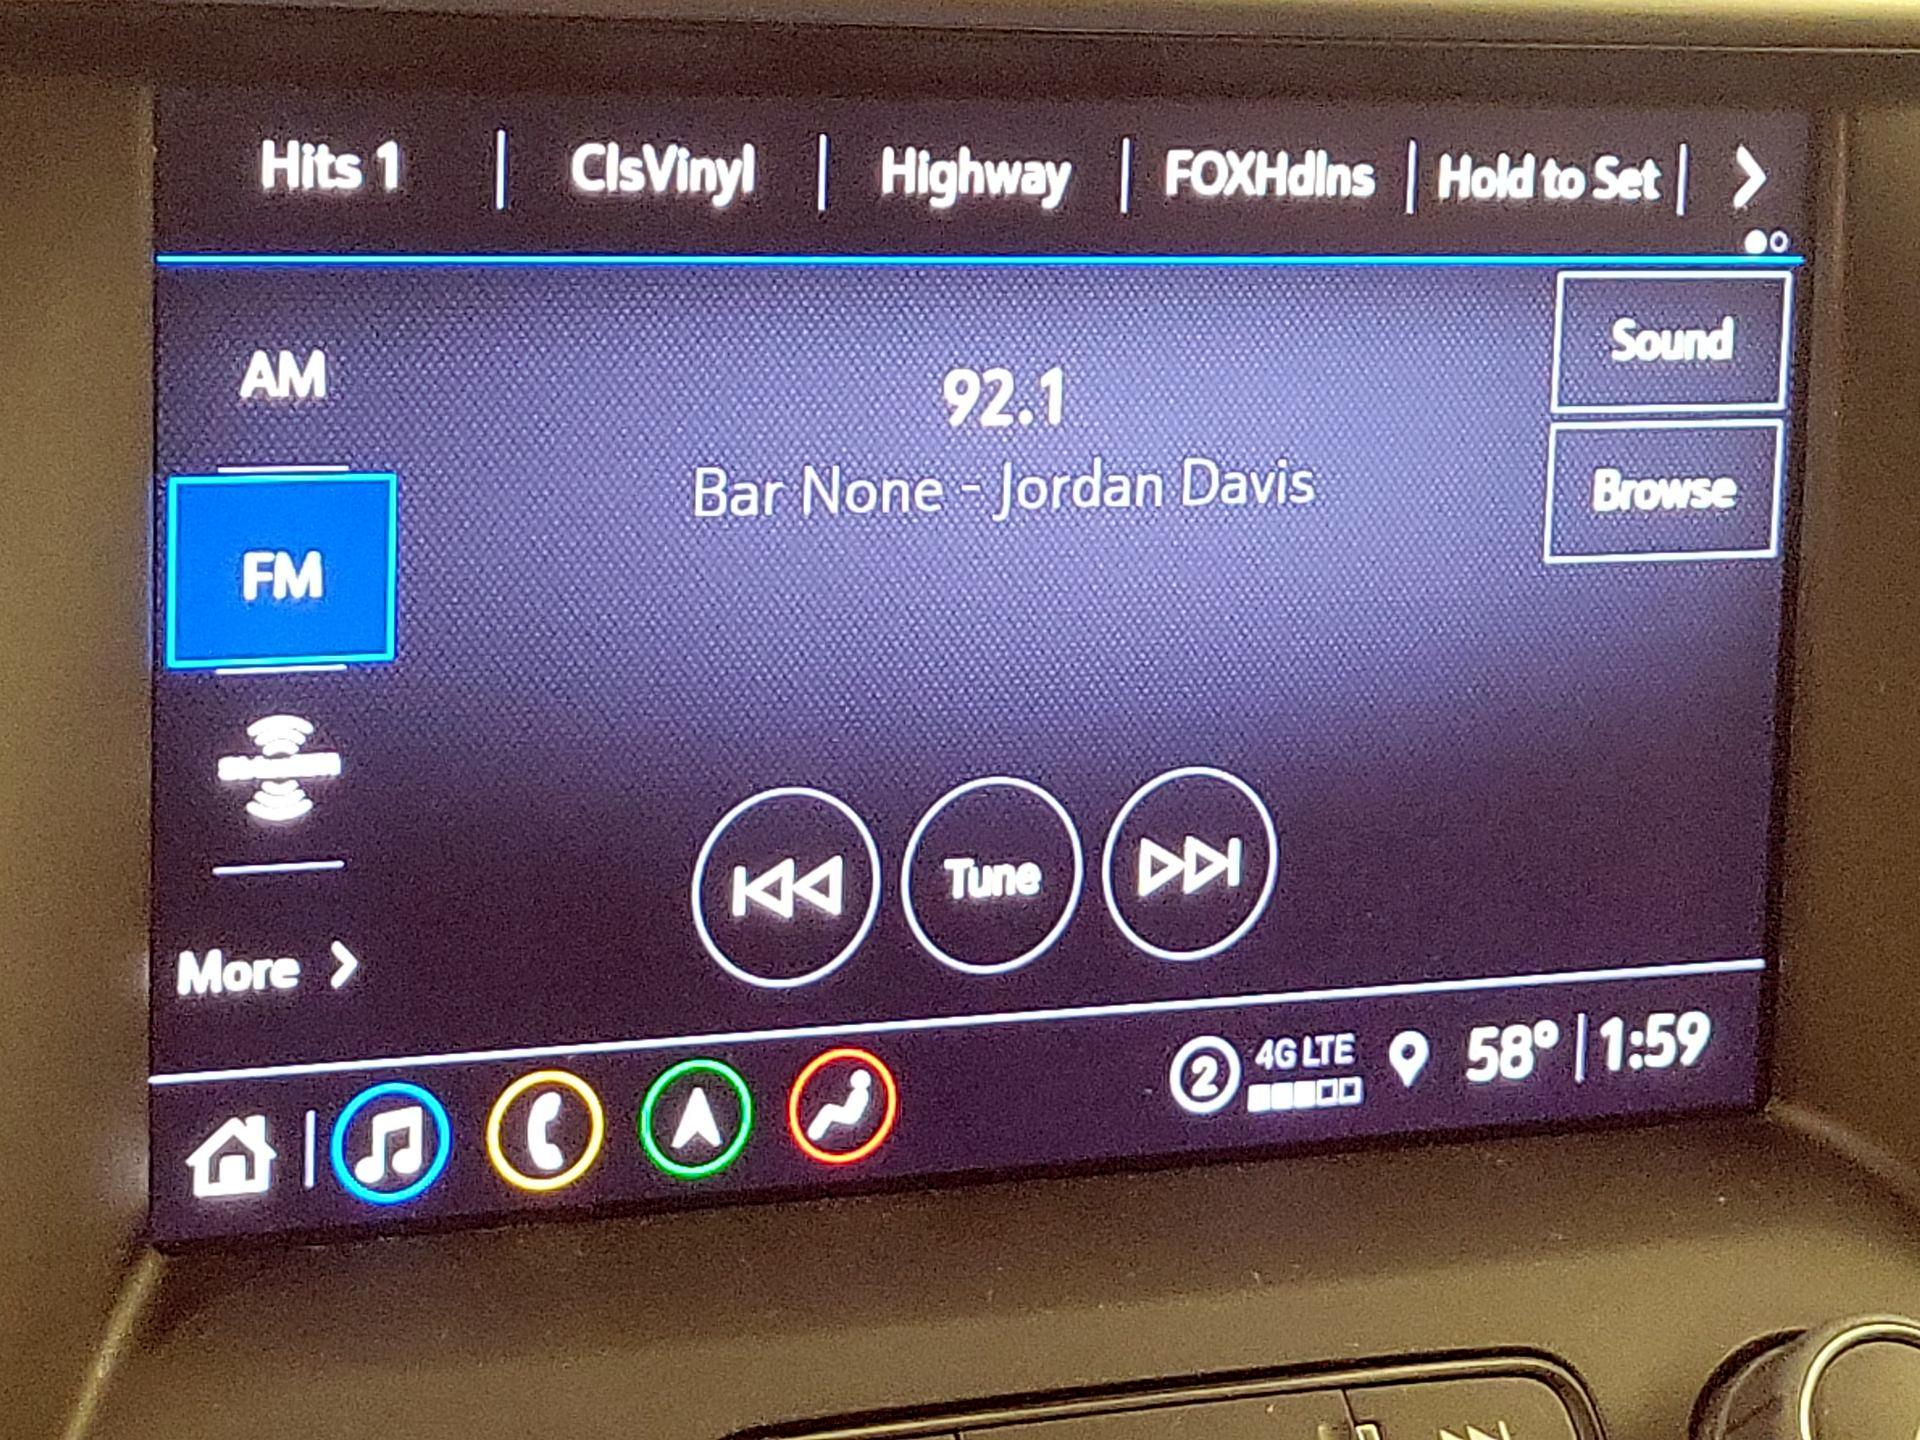 Hits 1 | ClsVinyl | Highway | FOXHdlns | Hold to Set |
Sound
AM
92.1
Bar None - Jordan Davis
Browse
FM
Tune
More
2 4G LTE 58° | 1:59